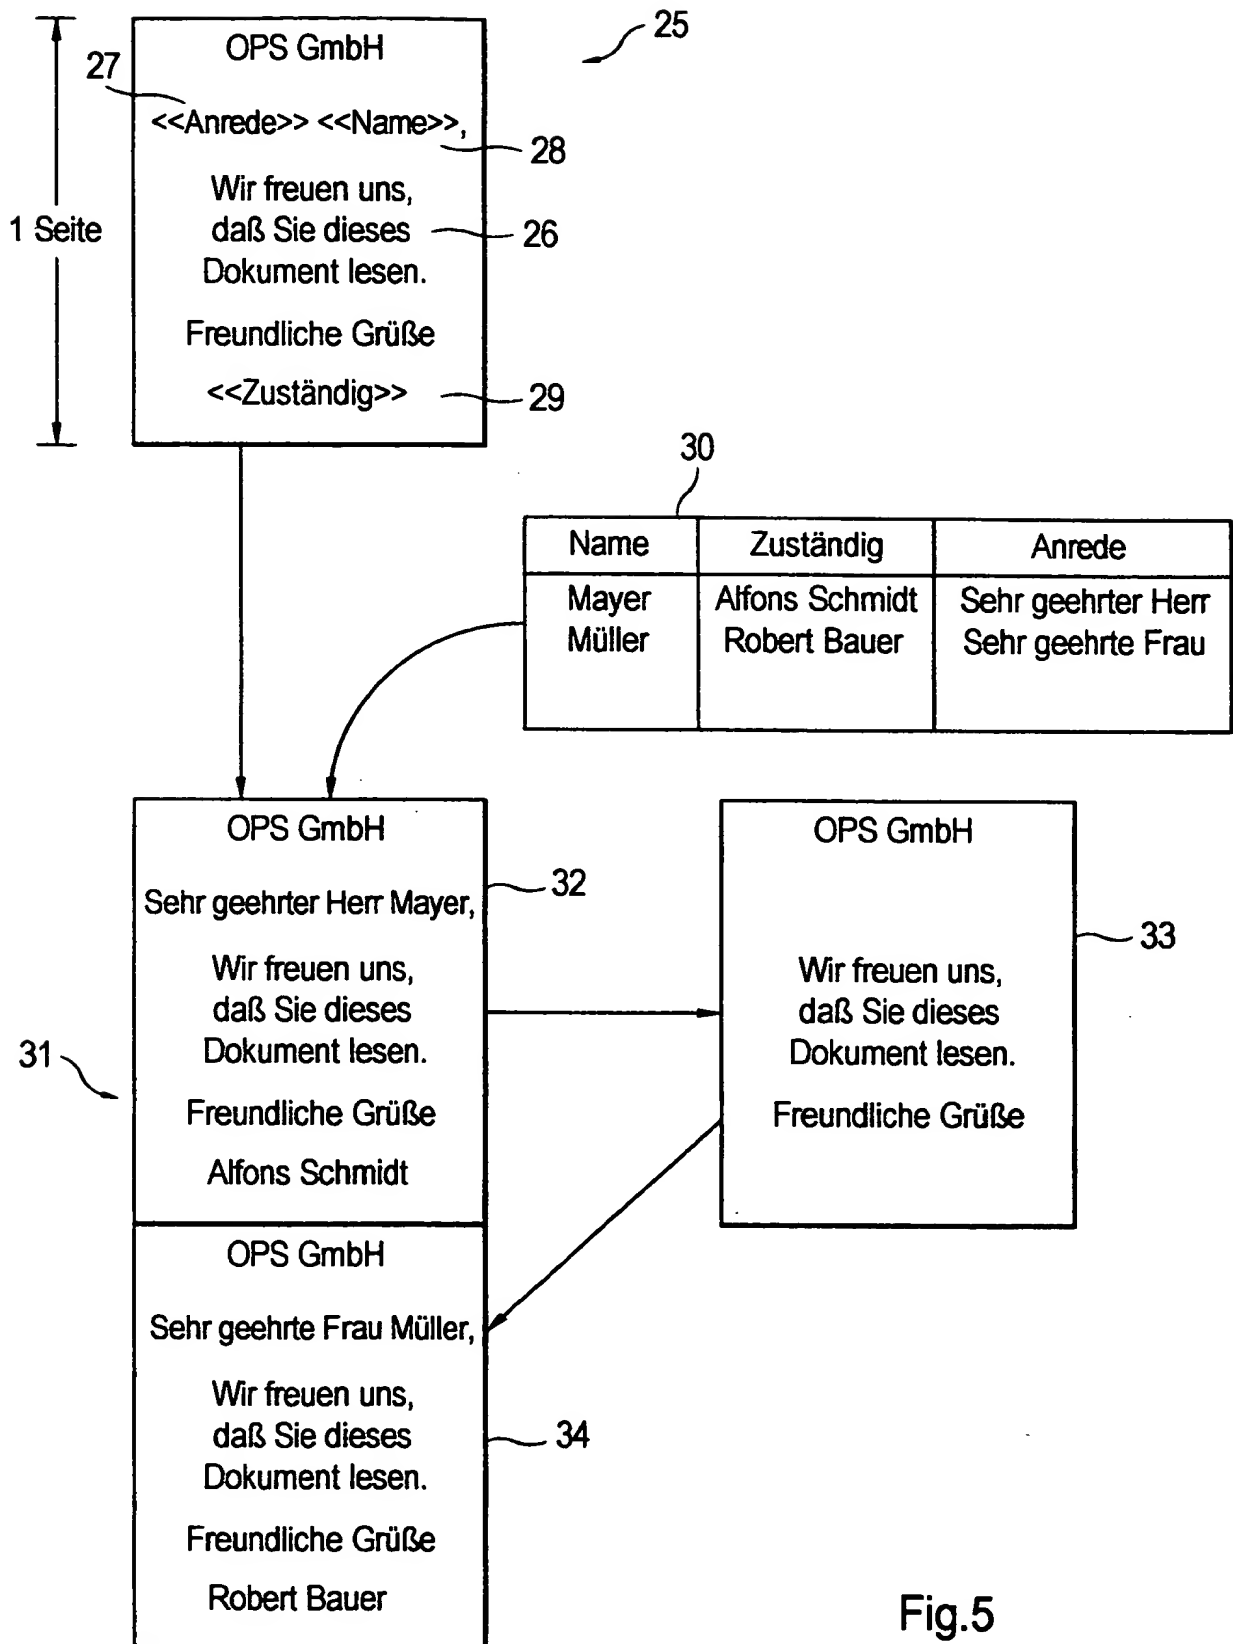 25
OPS GmbH
27
<<Anrede>> <<Name>>,
28
Wir freuen uns,
1 Seite
daß Sie dieses
26
Dokument lesen.
Freundliche Grüße
<<Zuständig>>
29
30
Name Zuständig Anrede
Mayer Alfons Schmidt Sehr geehrter Herr
Müller Robert Bauer Sehr geehrte Frau
OPS GmbH
32
Sehr geehrter Herr Mayer,
Wir freuen uns,
daß Sie dieses
Dokument lesen.
31
Freundliche Grüße
Alfons Schmidt
OPS GmbH
33
Wir freuen uns,
daß Sie dieses
Dokument lesen.
Freundliche Grüße
OPS GmbH
Sehr geehrte Frau Müller,
Wir freuen uns,
daß Sie dieses
34
Dokument lesen.
Freundliche Grüße
Robert Bauer
Fig.5